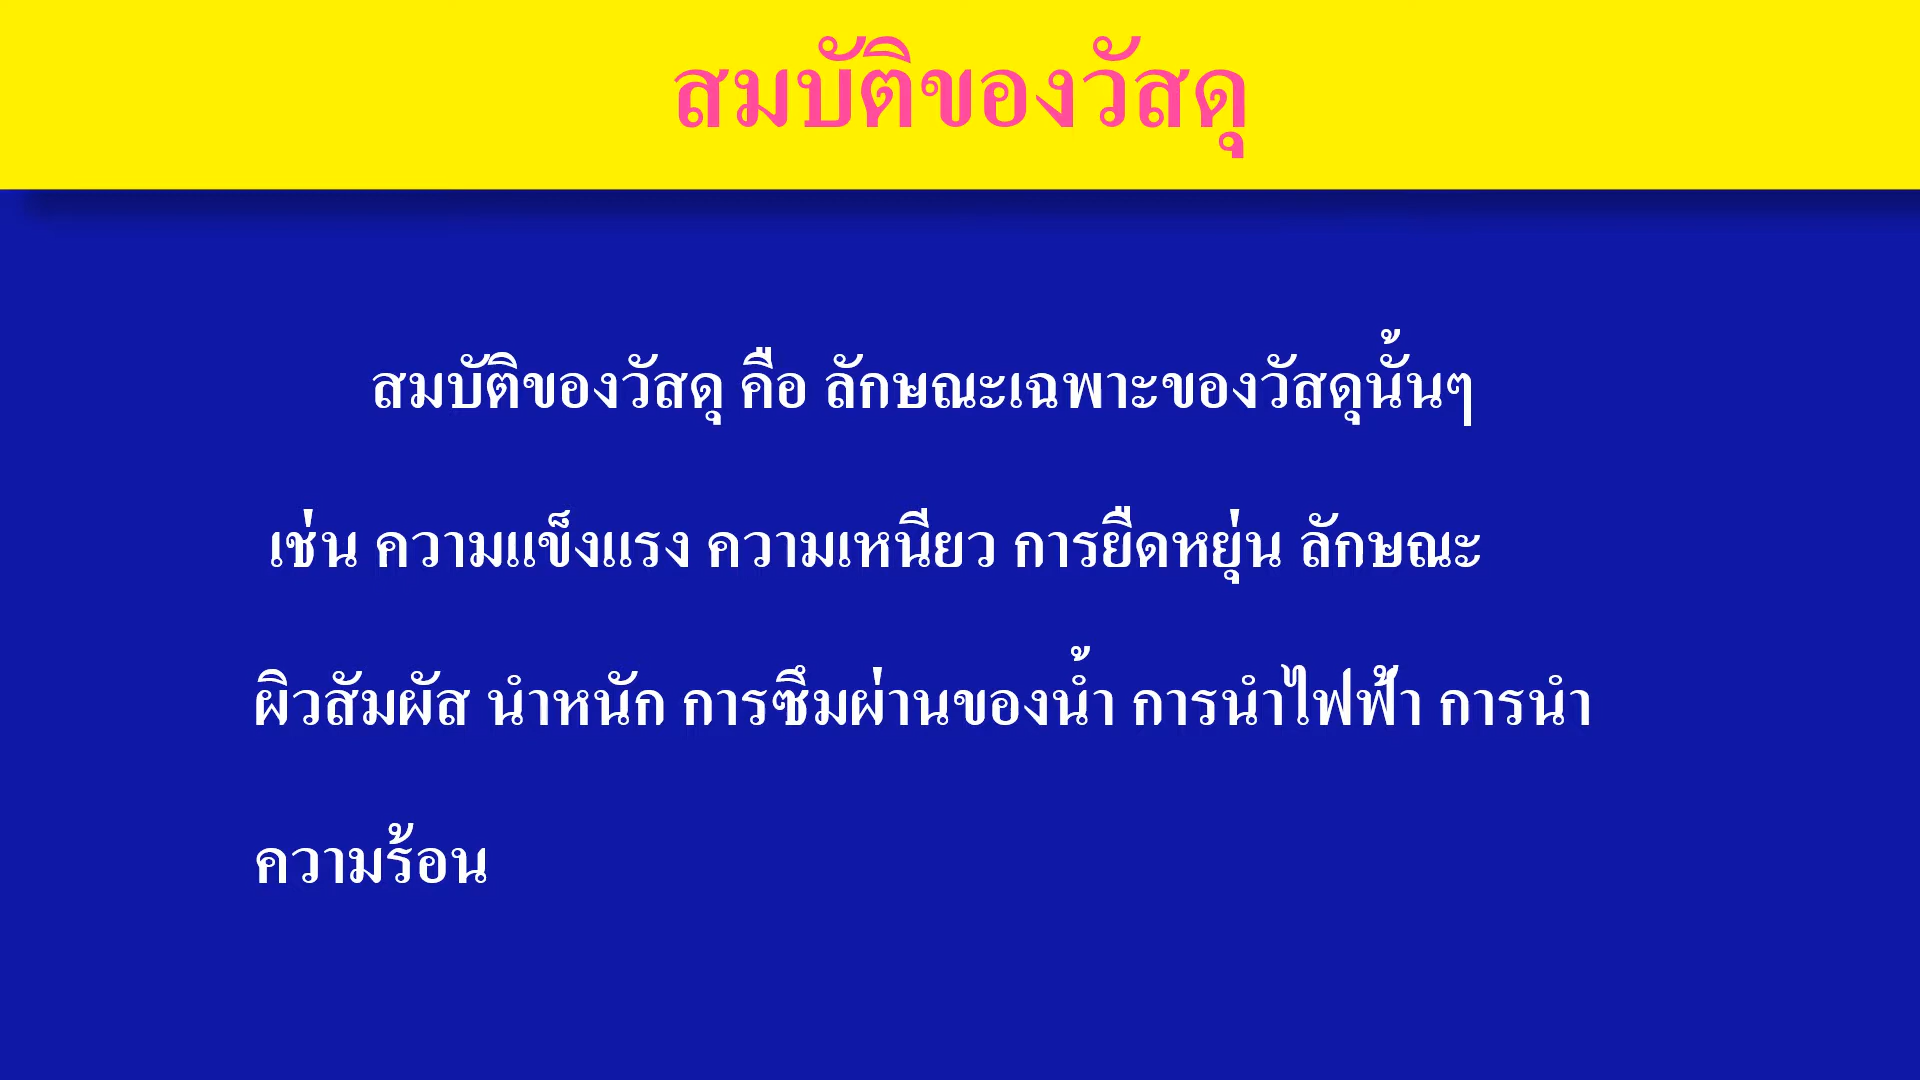 สมบัติของวัสดุ
สมบัติของวัสดุ คือ ลักษณะเฉพาะของวัสดุนั้นๆ
เช่น ความแข็งแรง ความเหนียว การยืดหยุ่น ลักษณะ
ผิวสัมผัส นำหนัก การซึมผ่านของน้ำ การนำไฟฟ้า การนำ
ความร้อน